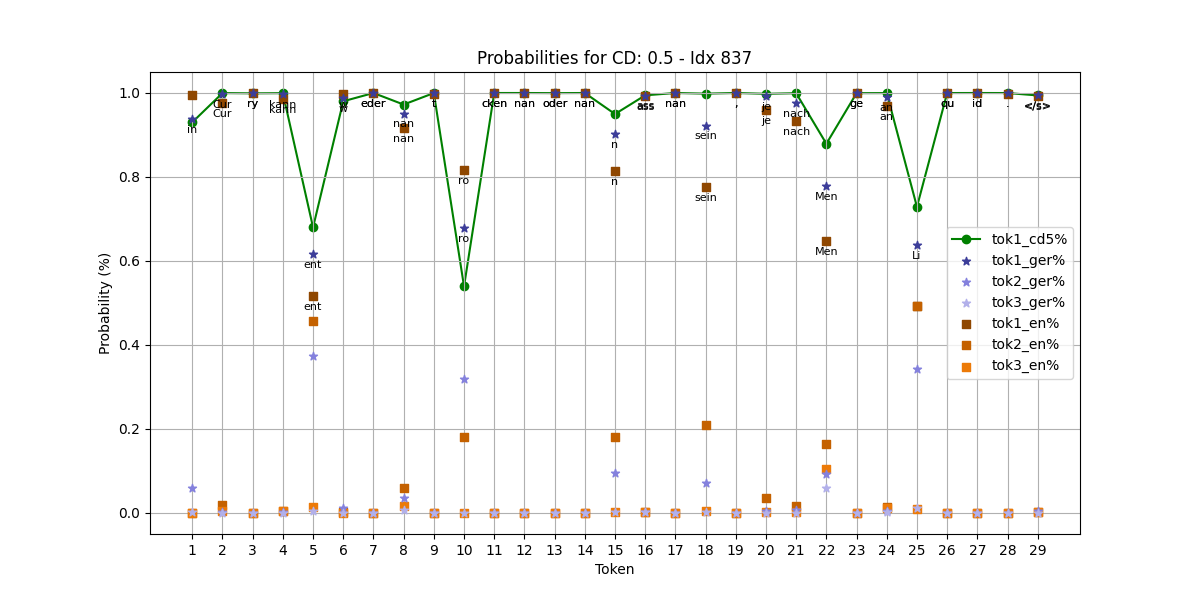 Probabilities for CD: 0.5 - Idx 837
Probability (%)
1.0
0.8
0.6
0.4
0.2
0.0
in
Cur
Cur
ry
kann
kann
ent
ent
w
eder
nan
nan
t
ro
ro
cken
nan
oder
nan
n
n
ass
nan
sein
sein
,
je
je
nach
nach
Men
Men
ge
an
an
Li
qu
id
.
</s>
tok1_cd5%
tok1_ger%
tok2_ger%
tok3_ger%
tok1_en%
tok2_en%
tok3_en%
1 2 3 4 5 6 7 8 9 10 11 12 13 14 15 16 17 18 19 20 21 22 23 24 25 26 27 28 29
Token